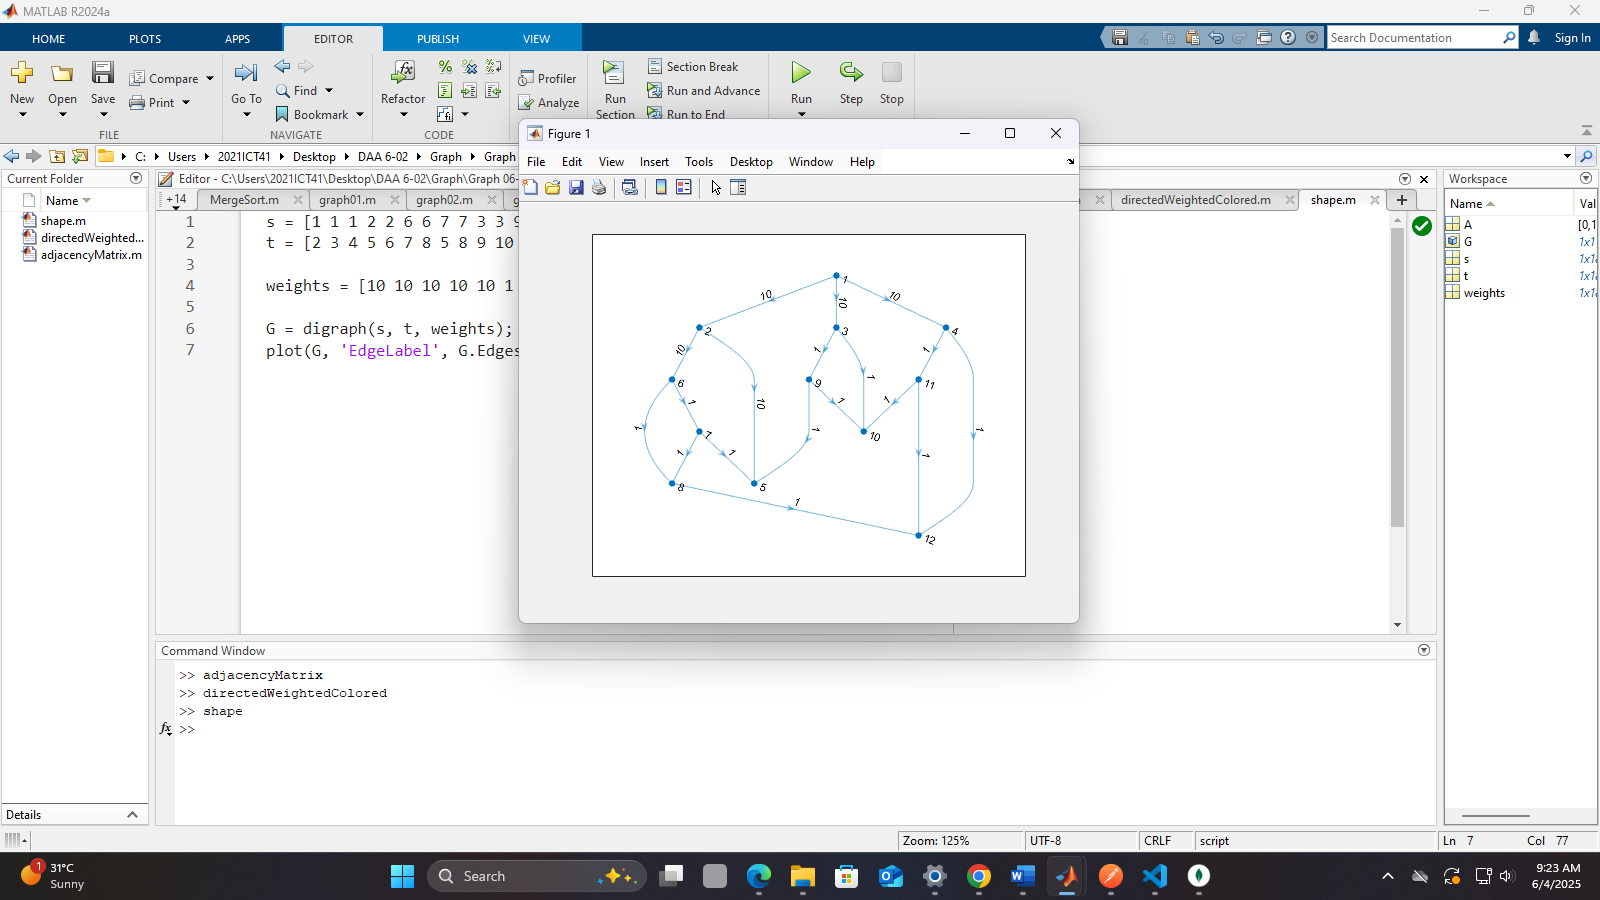 MATLAB R2024a
HOME PLOTS APPS EDITOR PUBLISH VIEW
Search Documentation
Sign In
New Open Save Compare Print
FILE
Go To Find Bookmark
NAVIGATE
Refactor
CODE
Profiler
Analyze
Run Section
Section Break
Run and Advance
Run to End
Run Step Stop
C: Users 2021ICT41 Desktop DAA 6-02 Graph Graph
Current Folder
Name
shape.m
directedWeighted...
adjacencyMatrix.m
Details
Editor - C:\Users\2021ICT41\Desktop\DAA 6-02\Graph\Graph 06-
+14 MergeSort.m graph01.m graph02.m g
directedWeightedColored.m shape.m +
1 s = [1 1 1 2 2 6 6 7 7 3 3 9
2 t = [2 3 4 5 6 7 8 5 8 9 10
3
4 weights = [10 10 10 10 10 1
5
6 G = digraph(s, t, weights);
7 plot(G, 'EdgeLabel', G.Edges
Figure 1
File Edit View Insert Tools Desktop Window Help
1
10 10 10
2 3 4
10 1 1
6 1 9 11
1 10 1 1
1 7 10 1 1
1 1 1
8 5
1
12
Command Window
>> adjacencyMatrix
>> directedWeightedColored
>> shape
fx >>
Workspace
Name Val
A [0,1
G 1x1
s 1x1
t 1x1
weights 1x1
Zoom: 125% UTF-8 CRLF script Ln 7 Col 77
1
31°C
Sunny
Search
9:23 AM
6/4/2025